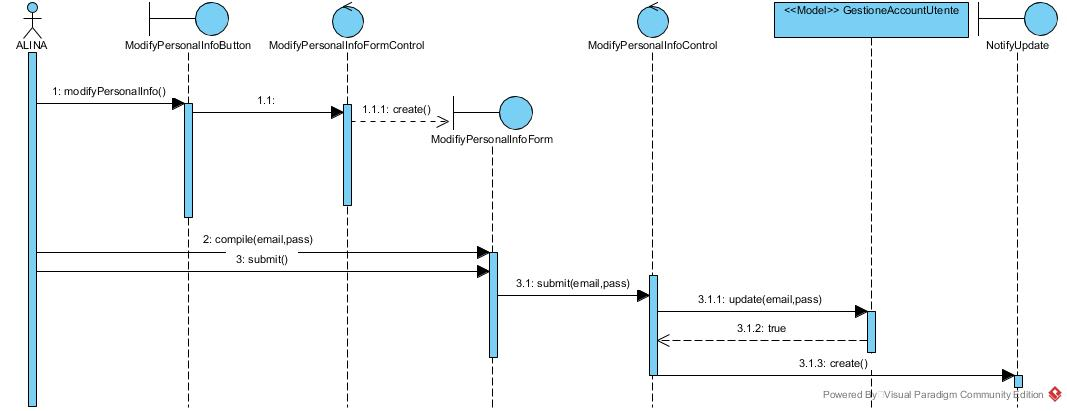 <<Model>> GestioneAccountUtente
ALINA
ModifyPersonalInfoButton
ModifyPersonalInfoFormControl
ModifyPersonalInfoControl
NotifyUpdate
1: modifyPersonalInfo()
1.1:
1.1.1: create()
ModifiyPersonalInfoForm
2: compile(email,pass)
3: submit()
3.1: submit(email,pass)
3.1.1: update(email,pass)
3.1.2: true
3.1.3: create()
Powered By Visual Paradigm Community Edition